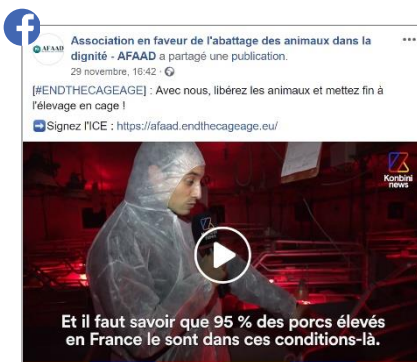 AFAAD
Association en faveur de l'abattage des animaux dans la
dignité - AFAAD a partagé une publication.
29 novembre, 16:42 ·
[#ENDTHECAGEAGE] : Avec nous, libérez les animaux et mettez fin à
l'élevage en cage !
➡Signez l'ICE : https://afaad.endthecageage.eu/
Konbini
news
Et il faut savoir que 95 % des porcs élevés
en France le sont dans ces conditions-là.